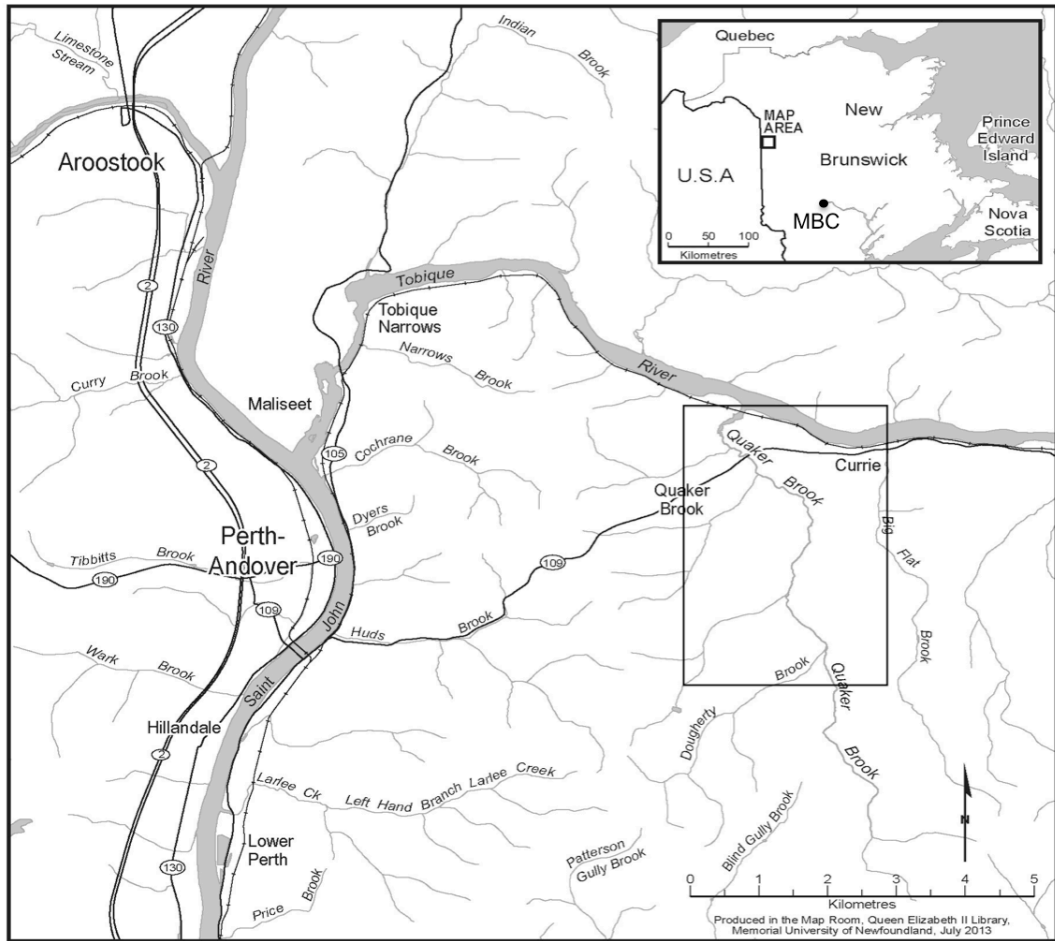 Limestone
Stream
Indian
Brook
Quebec
New
Brunswick
MAP
AREA
U.S.A
Prince
Edward
Island
Nova
Scotia
MBC
0 50 100
Kilometres
Aroostook
River
2
130
Tobique
Tobique
Narrows
Narrows
Brook
River
Curry Brook
Maliseet
2
105
Cochrane
Brook
Quaker
Brook
Currie
Quaker
Brook
Big
Flat
Brook
Dyers
Brook
Perth-
Andover
190
Tibbitts Brook
190
109
109
John
Huds Brook
Wark Brook
Saint
Brook
Dougherty
Quaker
Brook
Hillandale
2
Larlee Ck
Left Hand Branch Larlee Creek
Lower
Perth
130
Price Brook
Patterson
Gully Brook
Blind Gully Brook
N
0 1 2 3 4 5
Kilometres
Produced in the Map Room, Queen Elizabeth II Library,
Memorial University of Newfoundland, July 2013